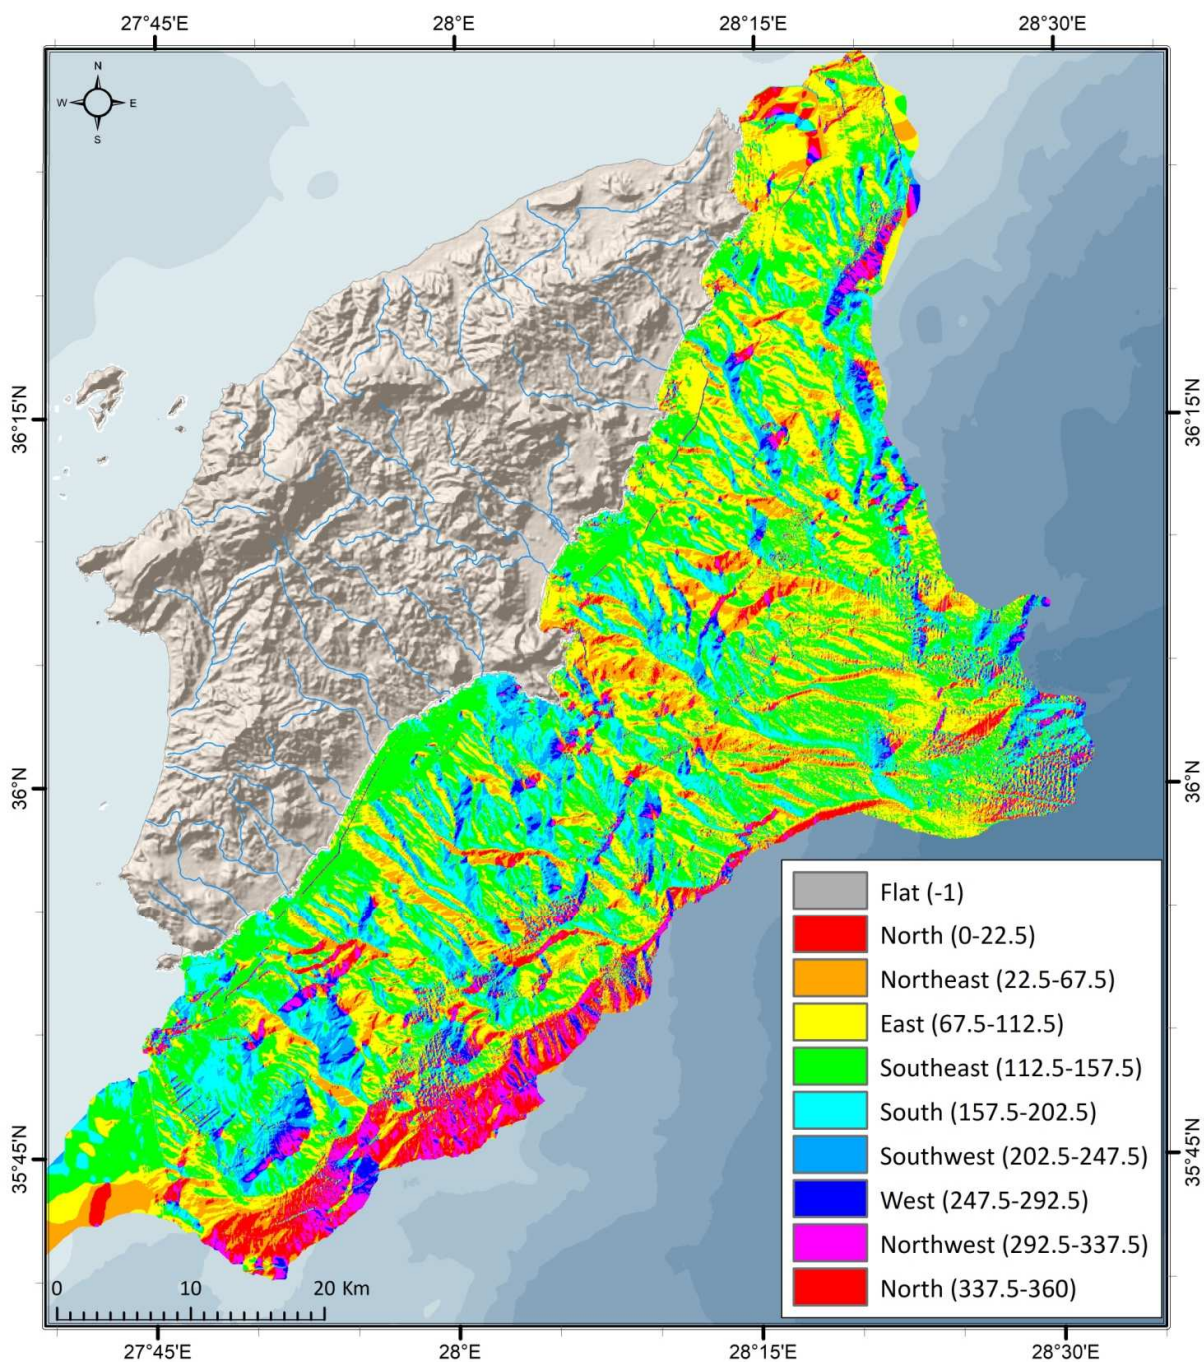 27°45'E 28°E 28°15'E 28°30'E
N
W E
S
36°15'N 36°15'N
36°N 36°N
Flat (-1)
North (0-22.5)
Northeast (22.5-67.5)
East (67.5-112.5)
Southeast (112.5-157.5)
South (157.5-202.5)
Southwest (202.5-247.5)
West (247.5-292.5)
Northwest (292.5-337.5)
North (337.5-360)
35°45'N 35°45'N
0 10 20 Km
27°45'E 28°E 28°15'E 28°30'E